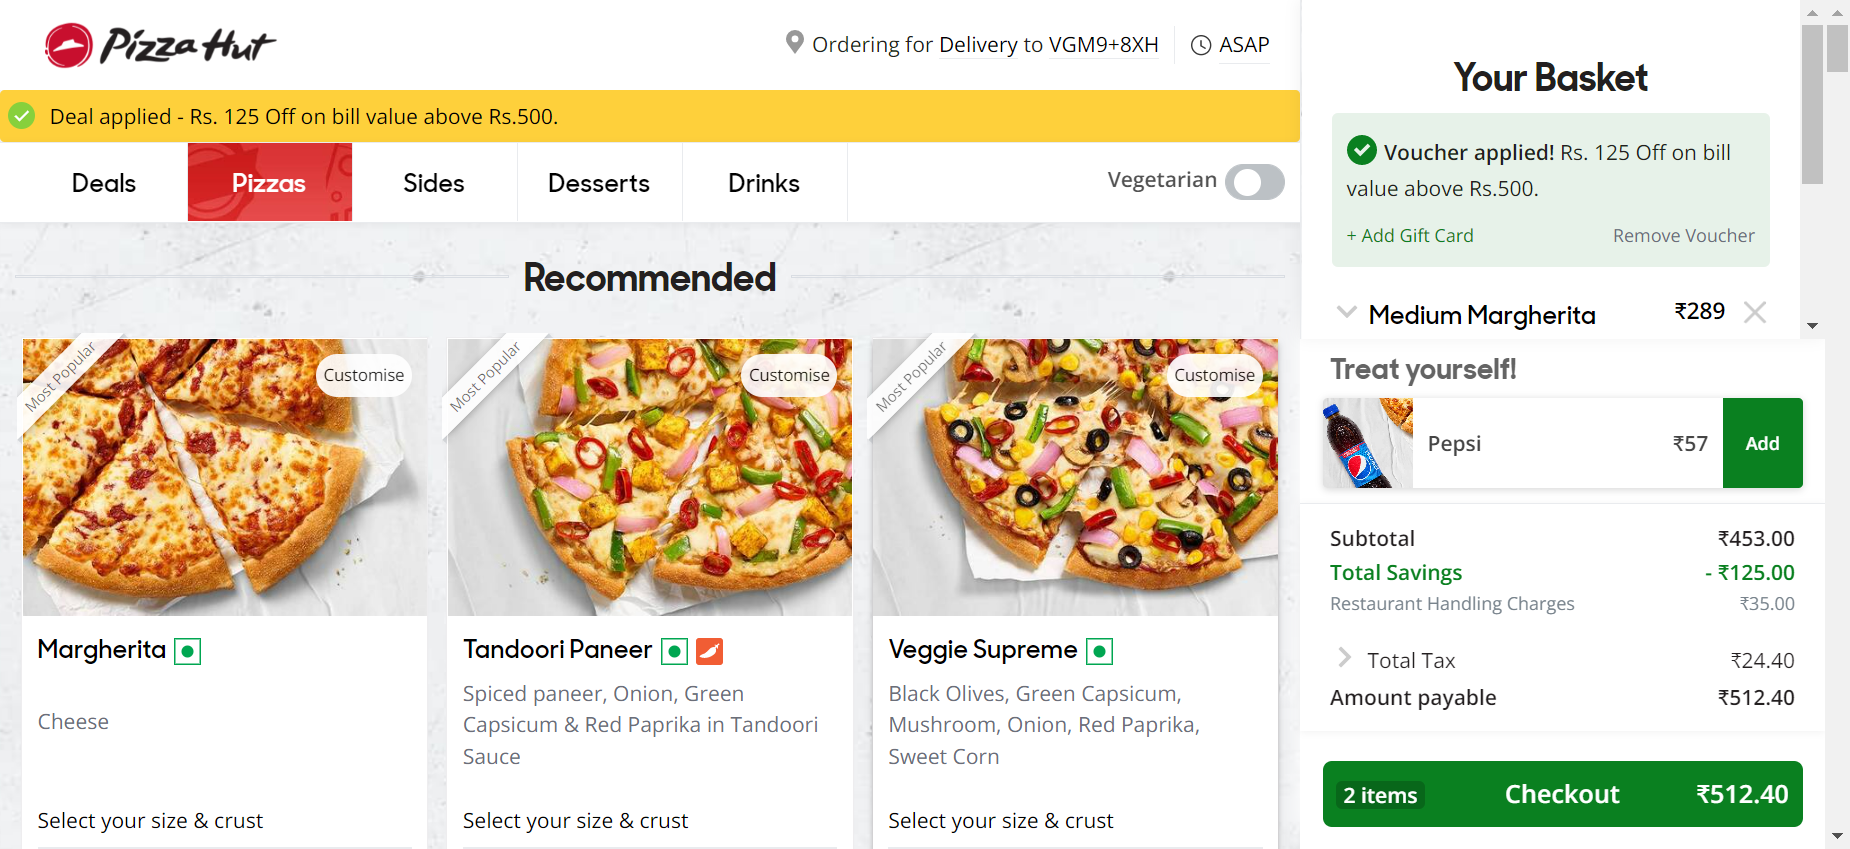 Pizza Hut
Ordering for Delivery to VGM9+8XH
ASAP
Deal applied - Rs. 125 Off on bill value above Rs.500.
Deals
Pizzas
Sides
Desserts
Drinks
Vegetarian
Recommended
Most Popular
Customise
Margherita
Cheese
Select your size & crust
Most Popular
Customise
Tandoori Paneer
Spiced paneer, Onion, Green
Capsicum & Red Paprika in Tandoori
Sauce
Select your size & crust
Most Popular
Customise
Veggie Supreme
Black Olives, Green Capsicum,
Mushroom, Onion, Red Paprika,
Sweet Corn
Select your size & crust
Your Basket
Voucher applied! Rs. 125 Off on bill
value above Rs.500.
+ Add Gift Card
Remove Voucher
Medium Margherita ₹289
Treat yourself!
Pepsi ₹57 Add
Subtotal ₹453.00
Total Savings - ₹125.00
Restaurant Handling Charges ₹35.00
Total Tax ₹24.40
Amount payable ₹512.40
2 items Checkout ₹512.40